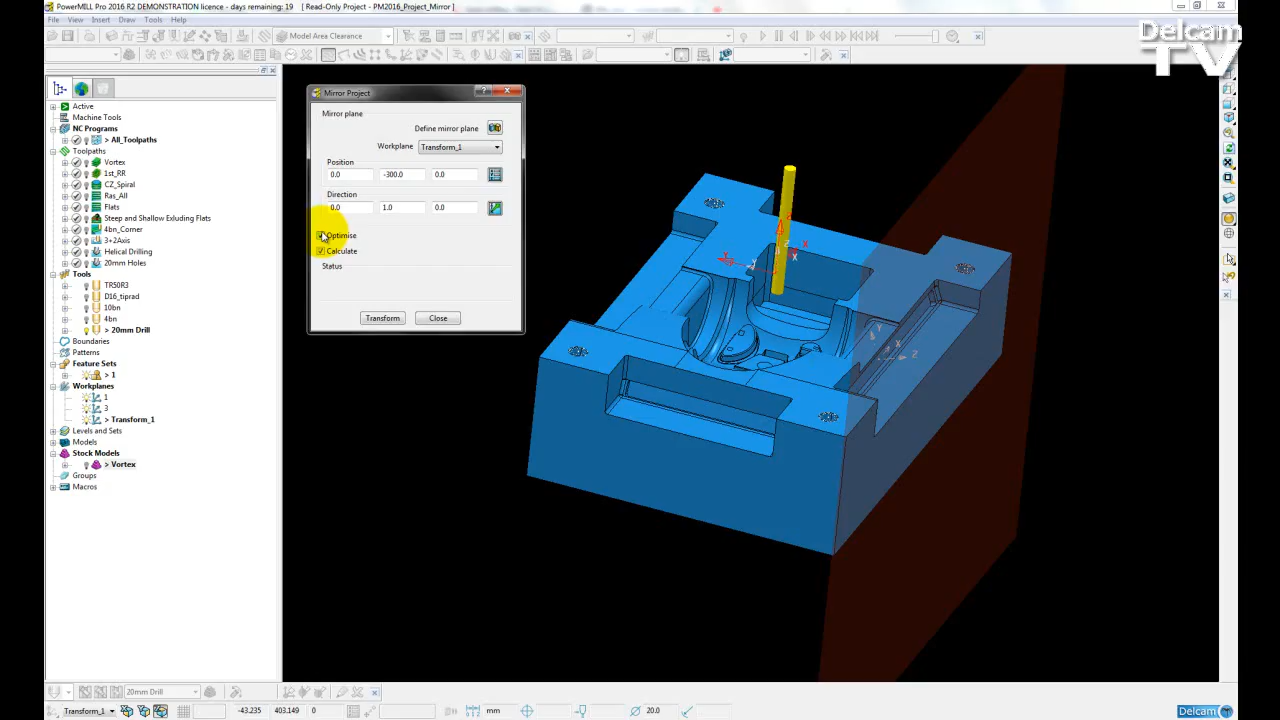 PowerMILL Pro 2016 R2 DEMONSTRATION licence - days remaining: 19 [ Read-Only Project - PM2016_Project_Mirror ]
File View Insert Draw Tools Help
Delcam
TV
Model Area Clearance
Active
Machine Tools
NC Programs
> All_Toolpaths
Toolpaths
Vortex
1st_RR
CZ_Spiral
Ras_All
Flats
Steep and Shallow Exluding Flats
4bn_Corner
3+2Axis
Helical Drilling
20mm Holes
Tools
TR50R3
D16_tiprad
10bn
4bn
> 20mm Drill
Boundaries
Patterns
Feature Sets
> 1
Workplanes
1
3
> Transform_1
Levels and Sets
Models
Stock Models
> Vortex
Groups
Macros
Mirror Project
Mirror plane
Define mirror plane
Workplane Transform_1
Position
0.0 -300.0 0.0
Direction
0.0 1.0 0.0
Optimise
Calculate
Status
Transform Close
X
Z
X
X
Y
Y
X
Z
20mm Drill
Transform_1 -43.235 403.149 0 mm 20.0
Delcam